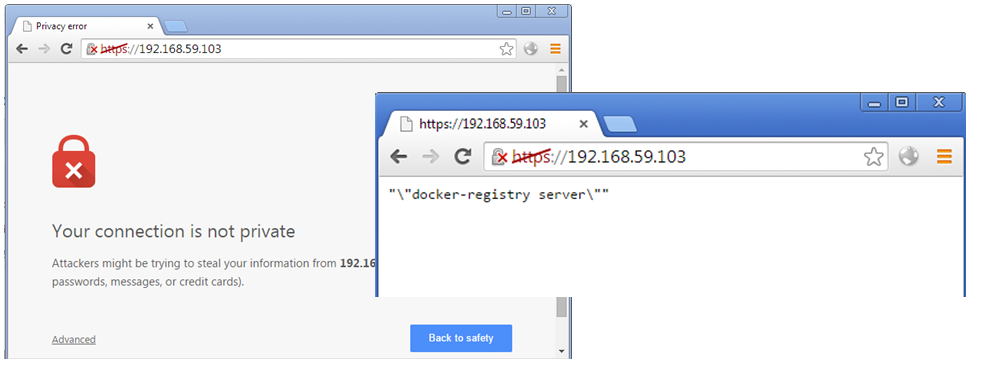 Privacy error
https://192.168.59.103
Your connection is not private
Attackers might be trying to steal your information from 192.16
passwords, messages, or credit cards).
Advanced
Back to safety
https://192.168.59.103
https://192.168.59.103
"\"docker-registry server\""